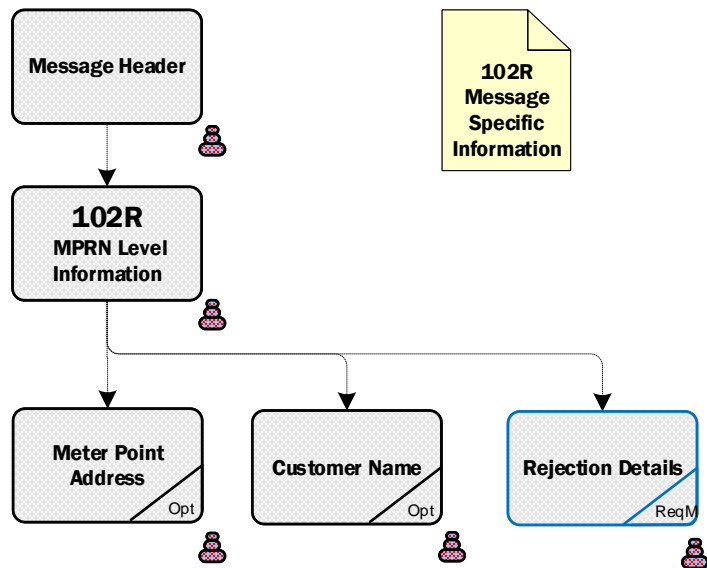 Message Header
102R
Message
Specific
Information
102R
MPRN Level
Information
Meter Point
Address
Opt
Customer Name
Opt
Rejection Details
ReqM